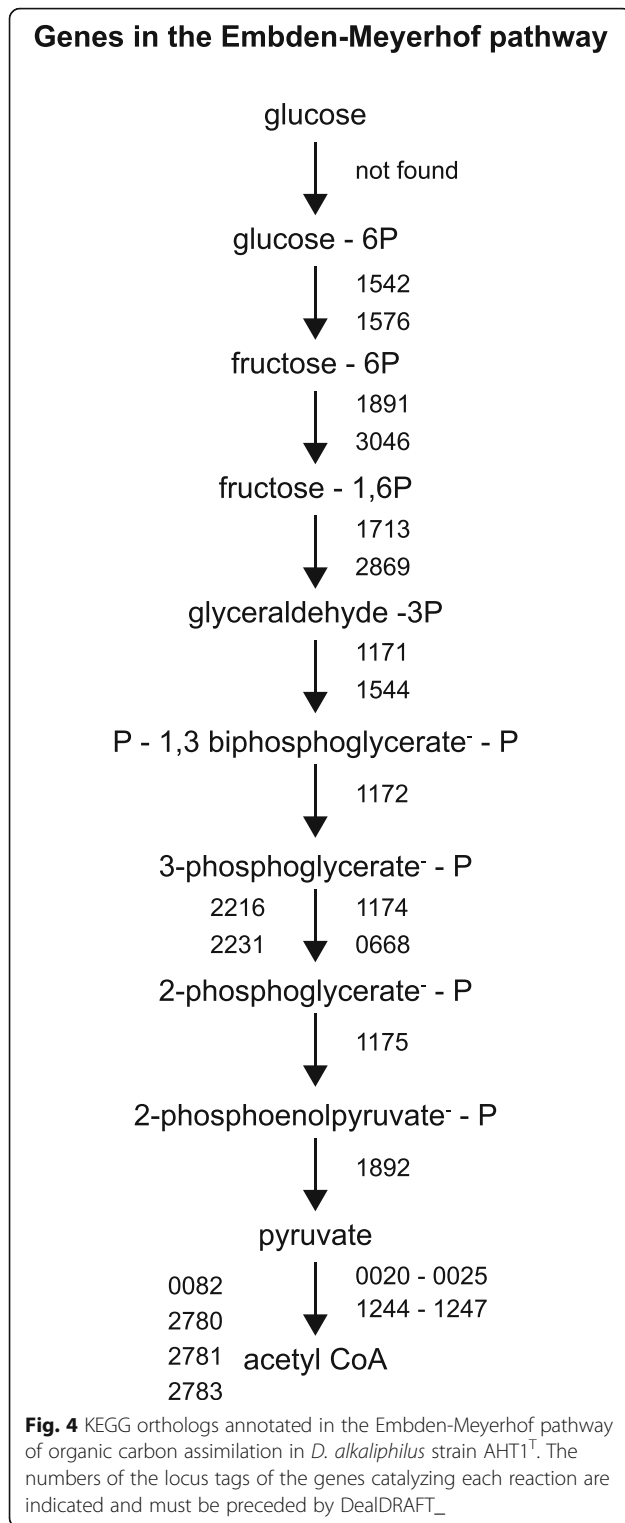 Genes in the Embden-Meyerhof pathway
glucose
not found
glucose - 6P
1542
1576
fructose - 6P
1891
3046
fructose - 1,6P
1713
2869
glyceraldehyde -3P
1171
1544
P - 1,3 biphosphoglycerate⁻ - P
1172
3-phosphoglycerate⁻ - P
2216 1174
2231 0668
2-phosphoglycerate⁻ - P
1175
2-phosphoenolpyruvate⁻ - P
1892
pyruvate
0082 0020 - 0025
2780 1244 - 1247
2781 acetyl CoA
2783
Fig. 4 KEGG orthologs annotated in the Embden-Meyerhof pathway
of organic carbon assimilation in D. alkaliphilus strain AHT1ᵀ. The
numbers of the locus tags of the genes catalyzing each reaction are
indicated and must be preceded by DealDRAFT_